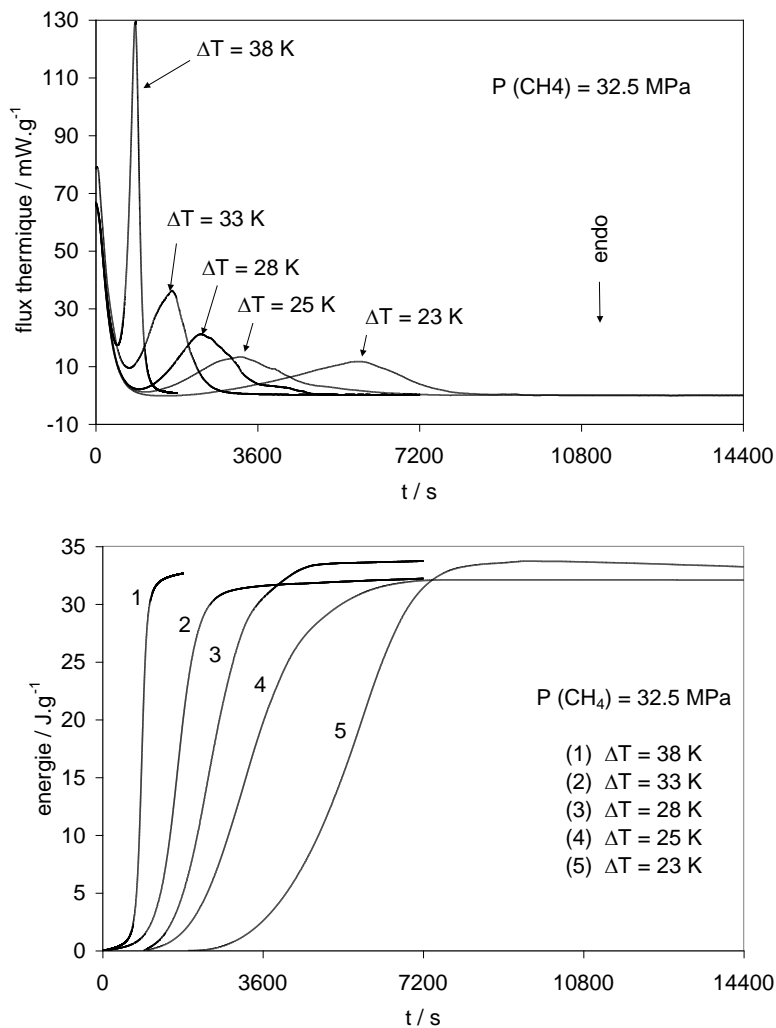 130
110
90
70
50
30
10
-10
flux thermique / mW.g⁻¹
ΔT = 38 K
P (CH4) = 32.5 MPa
ΔT = 33 K
ΔT = 28 K
ΔT = 25 K
ΔT = 23 K
endo
0 3600 7200 10800 14400
t / s
35
30
25
20
15
10
5
0
energie / J.g⁻¹
1
2
3
4
5
P (CH₄) = 32.5 MPa
(1) ΔT = 38 K
(2) ΔT = 33 K
(3) ΔT = 28 K
(4) ΔT = 25 K
(5) ΔT = 23 K
0 3600 7200 10800 14400
t / s